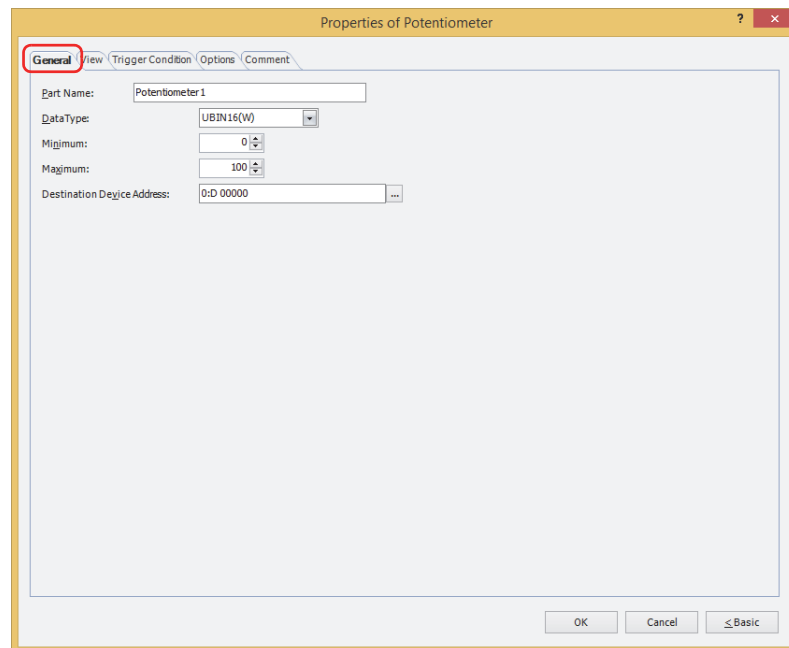 Properties of Potentiometer ?
General View Trigger Condition Options Comment
Part Name: Potentiometer 1
DataType: UBIN16(W)
Minimum: 0
Maximum: 100
Destination Device Address: 0:D 00000 ...
OK Cancel < Basic